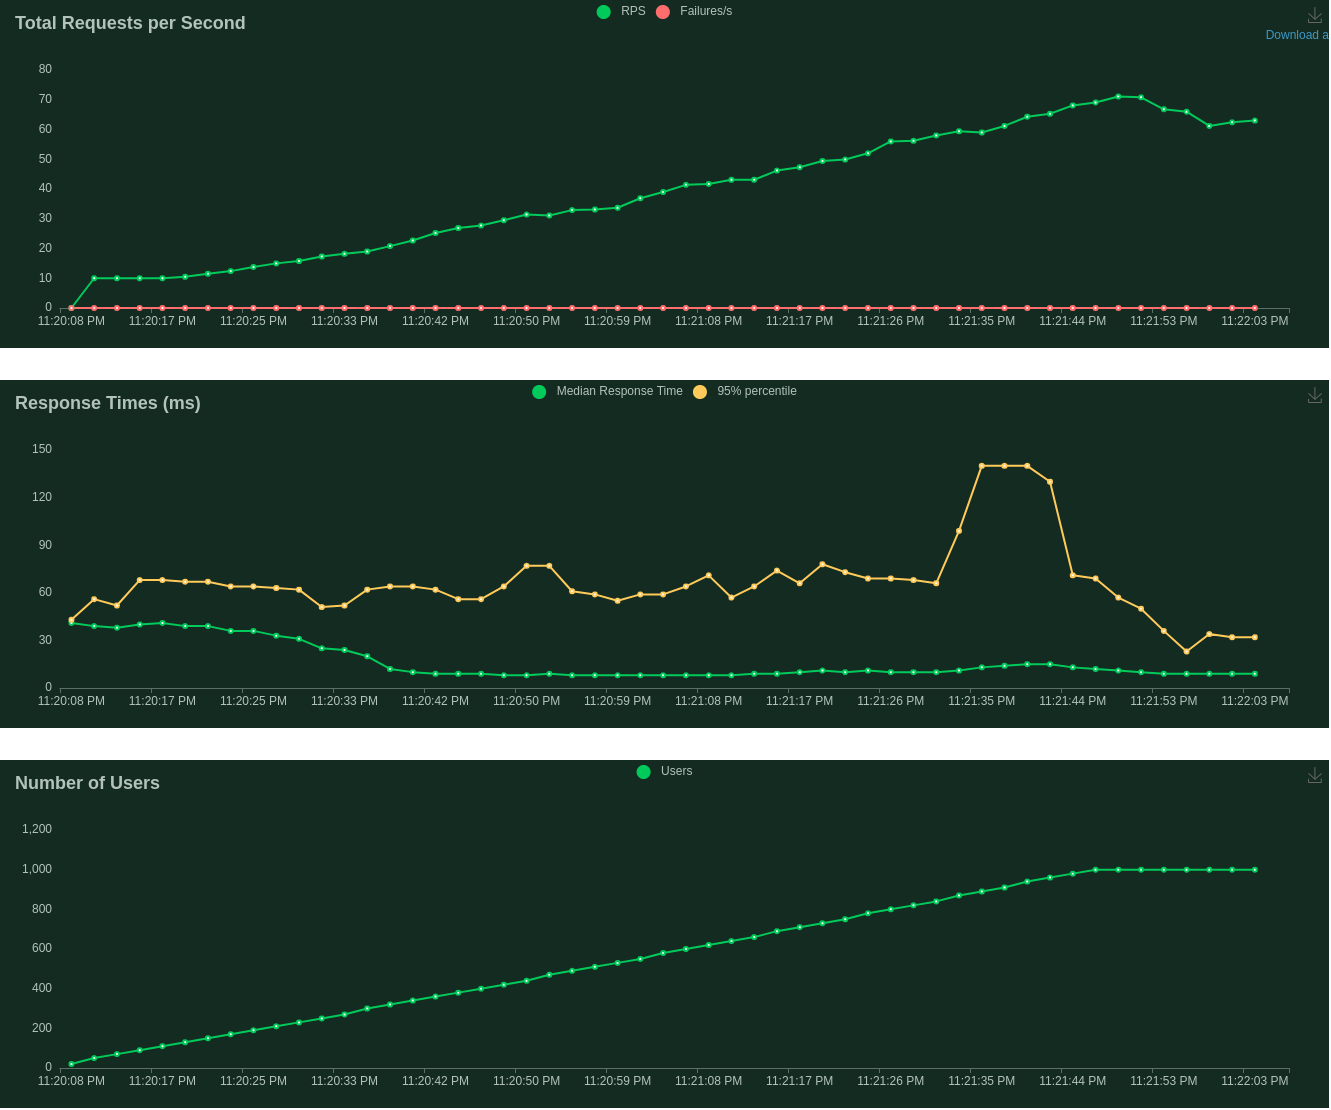 Total Requests per Second
RPS Failures/s
Download a
80
70
60
50
40
30
20
10
0
11:20:08 PM 11:20:17 PM 11:20:25 PM 11:20:33 PM 11:20:42 PM 11:20:50 PM 11:20:59 PM 11:21:08 PM 11:21:17 PM 11:21:26 PM 11:21:35 PM 11:21:44 PM 11:21:53 PM 11:22:03 PM
Response Times (ms)
Median Response Time 95% percentile
150
120
90
60
30
0
11:20:08 PM 11:20:17 PM 11:20:25 PM 11:20:33 PM 11:20:42 PM 11:20:50 PM 11:20:59 PM 11:21:08 PM 11:21:17 PM 11:21:26 PM 11:21:35 PM 11:21:44 PM 11:21:53 PM 11:22:03 PM
Number of Users
Users
1,200
1,000
800
600
400
200
0
11:20:08 PM 11:20:17 PM 11:20:25 PM 11:20:33 PM 11:20:42 PM 11:20:50 PM 11:20:59 PM 11:21:08 PM 11:21:17 PM 11:21:26 PM 11:21:35 PM 11:21:44 PM 11:21:53 PM 11:22:03 PM